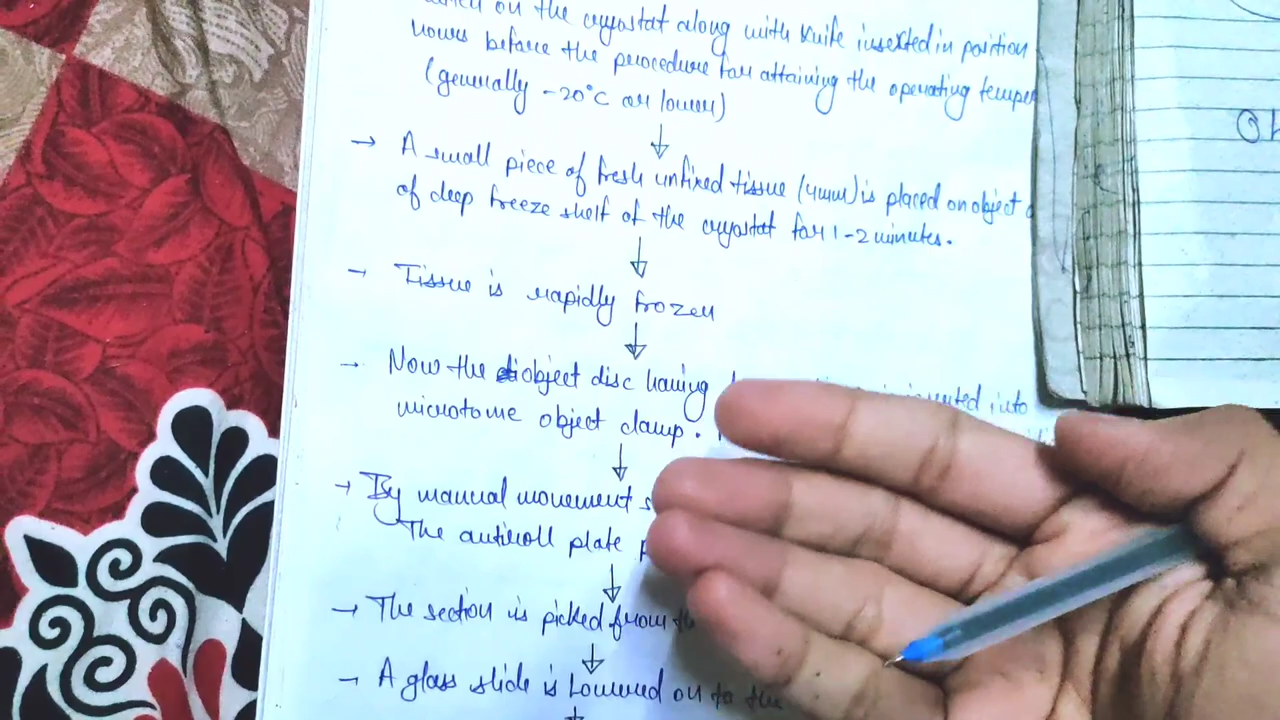 on the cryostat along with knife inserted in position
hours before the procedure for attaining the operating temper
(generally -20°C or lower)
↓
→ A small piece of fresh unfixed tissue (4mm) is placed on object
of deep freeze shelf of the cryostat for 1-2 minutes.
↓
→ Tissue is rapidly frozen
↓
→ Now the object disc having into
microtome object clamp.
↓
→ By manual movement
The antiroll plate
↓
→ The section is picked from
↓
→ A glass slide is Lowered on to the
↓